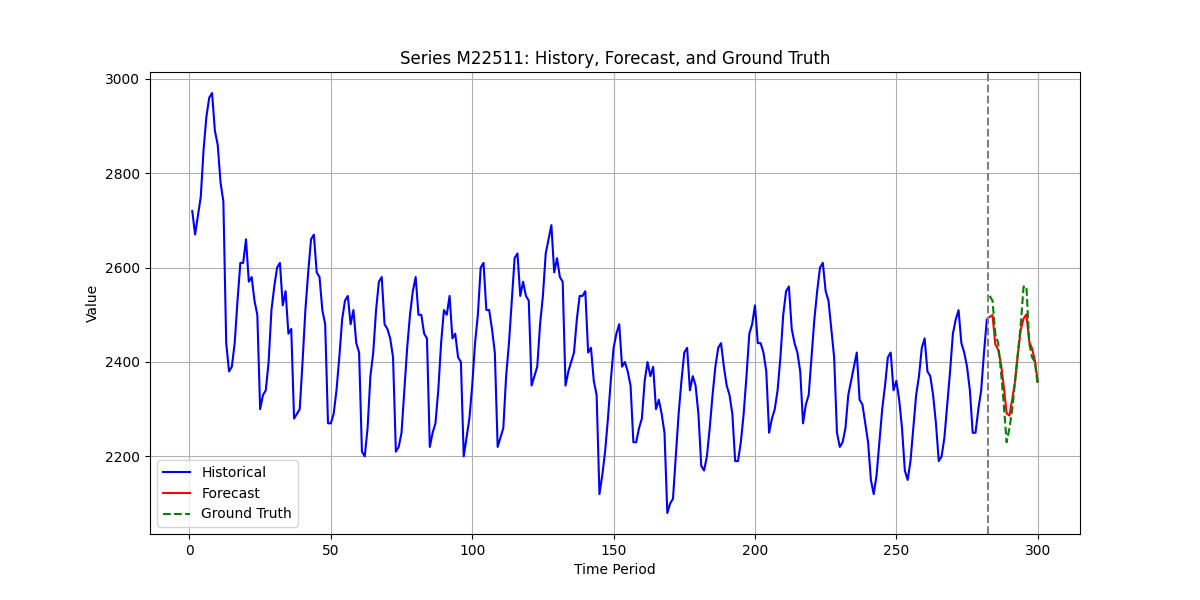 Series M22511: History, Forecast, and Ground Truth
3000
2800
2600
2400
2200
Value
Historical
Forecast
Ground Truth
0
50
100
150
200
250
300
Time Period